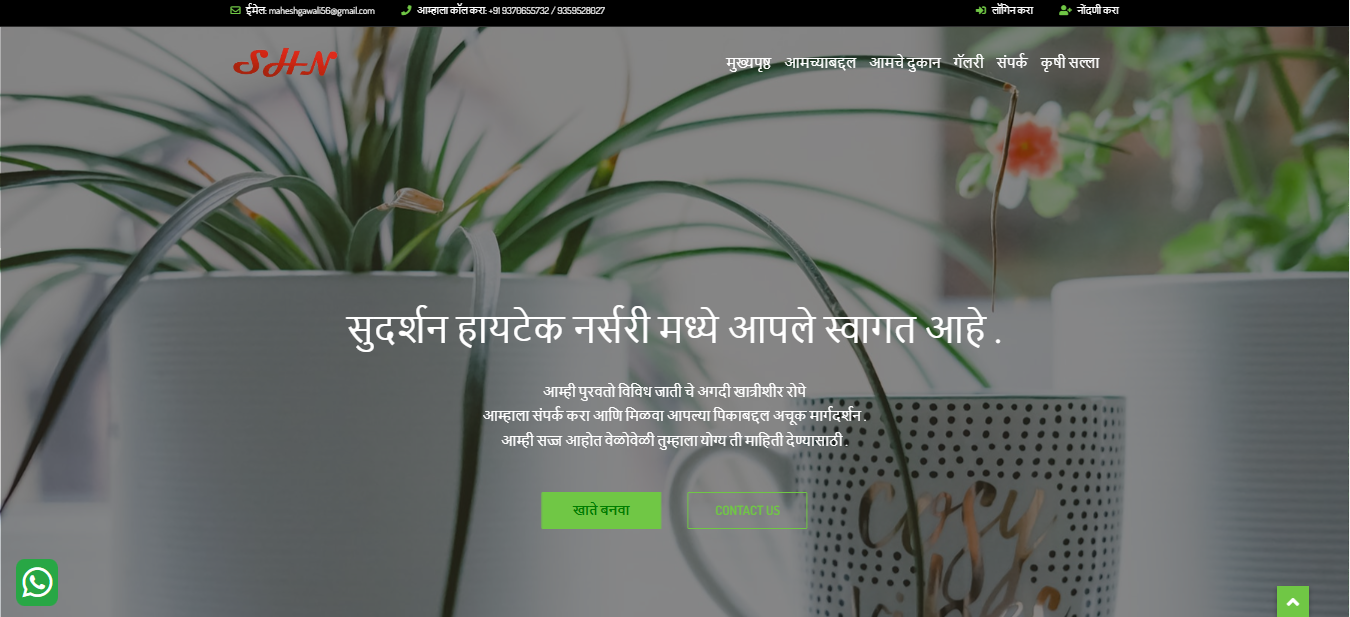 ईमेल: maheshgawali56@gmail.com आम्हाला कॉल करा: +91 9370655732 / 9359528027 लॉगिन करा नोंदणी करा
SHN मुख्यपृष्ठ आमच्याबद्दल आमचे दुकान गॅलरी संपर्क कृषी सल्ला
सुदर्शन हायटेक नर्सरी मध्ये आपले स्वागत आहे .
आम्ही पुरवतो विविध जाती चे अगदी खात्रीशीर रोपे
आम्हाला संपर्क करा आणि मिळवा आपल्या पिकाबद्दल अचूक मार्गदर्शन .
आम्ही सज्ज आहोत वेळोवेळी तुम्हाला योग्य ती माहिती देण्यासाठी .
खाते बनवा CONTACT US
cozy